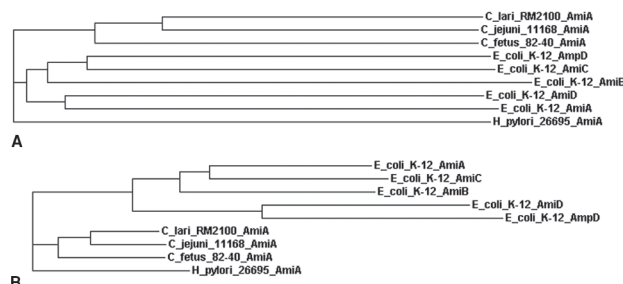 C_lari_RM2100_AmiA
C_jejuni_11168_AmiA
C_fetus_82-40_AmiA
E_coli_K-12_AmpD
E_coli_K-12_AmiC
E_coli_K-12_AmiB
E_coli_K-12_AmiD
E_coli_K-12_AmiA
H_pylori_26695_AmiA
A
E_coli_K-12_AmiA
E_coli_K-12_AmiC
E_coli_K-12_AmiB
E_coli_K-12_AmiD
E_coli_K-12_AmpD
C_lari_RM2100_AmiA
C_jejuni_11168_AmiA
C_fetus_82-40_AmiA
H_pylori_26695_AmiA
B